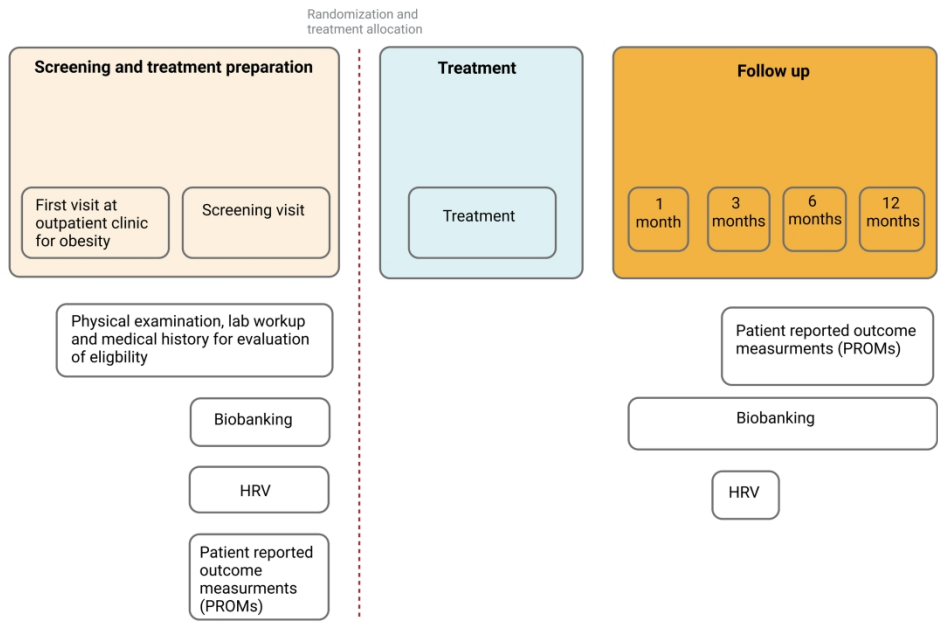 Randomization and
treatment allocation
Screening and treatment preparation
First visit at
outpatient clinic
for obesity
Screening visit
Treatment
Treatment
Follow up
1
month
3
months
6
months
12
months
Physical examination, lab workup
and medical history for evaluation
of eligbility
Biobanking
HRV
Patient reported
outcome
measurments
(PROMs)
Patient reported outcome
measurments (PROMs)
Biobanking
HRV